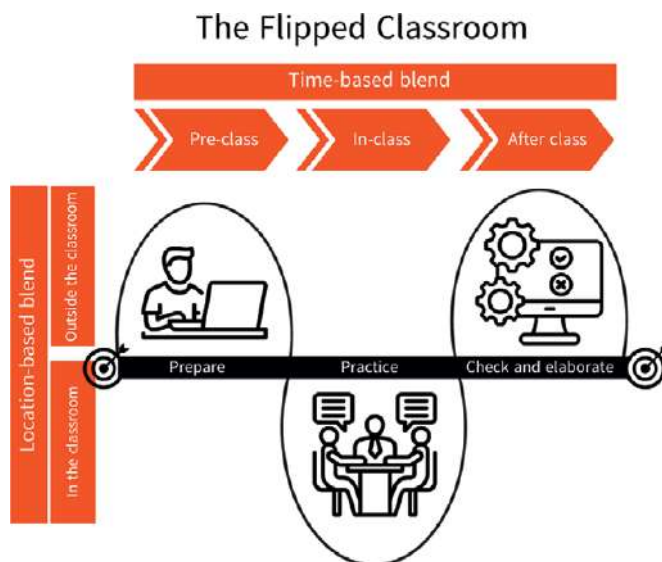 The Flipped Classroom
Time-based blend
Pre-class
In-class
After class
Location-based blend
Outside the classroom
In the classroom
Prepare
Practice
Check and elaborate